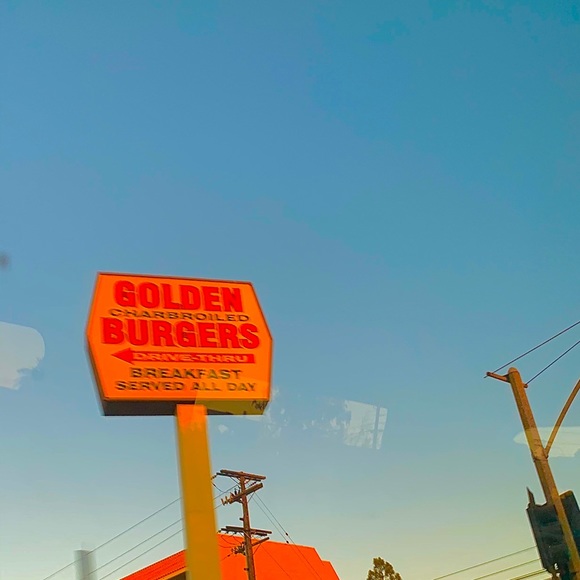 GOLDEN
CHARBROILED
BURGERS
DRIVE-THRU
BREAKFAST
SERVED ALL DAY